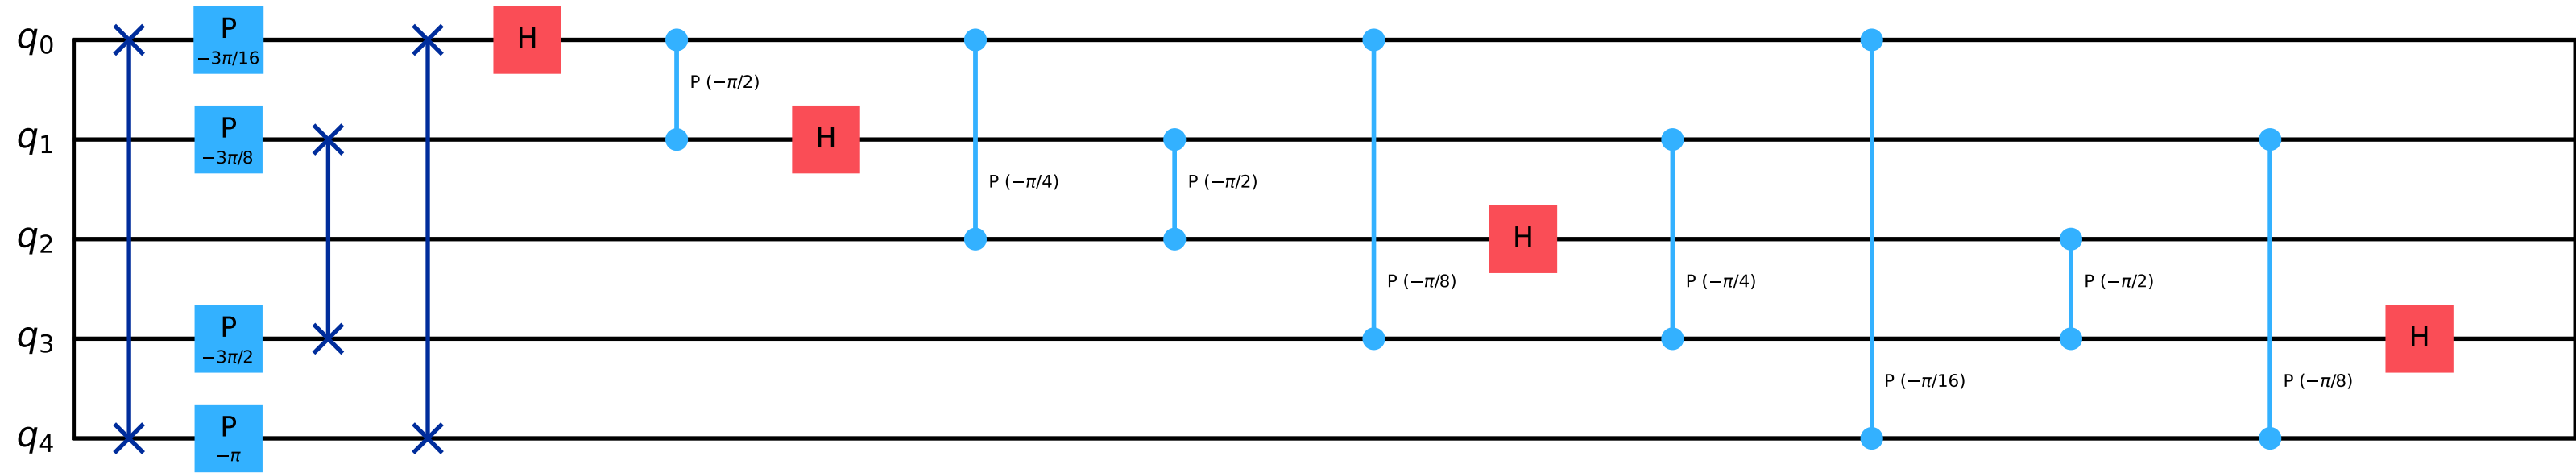 q0 P −3π/16 H P (−π/2)
q1 P −3π/8 H P (−π/4) P (−π/2)
q2 P (−π/8) H P (−π/4) P (−π/2)
q3 P −3π/2 P (−π/16) P (−π/8) H
q4 P −π